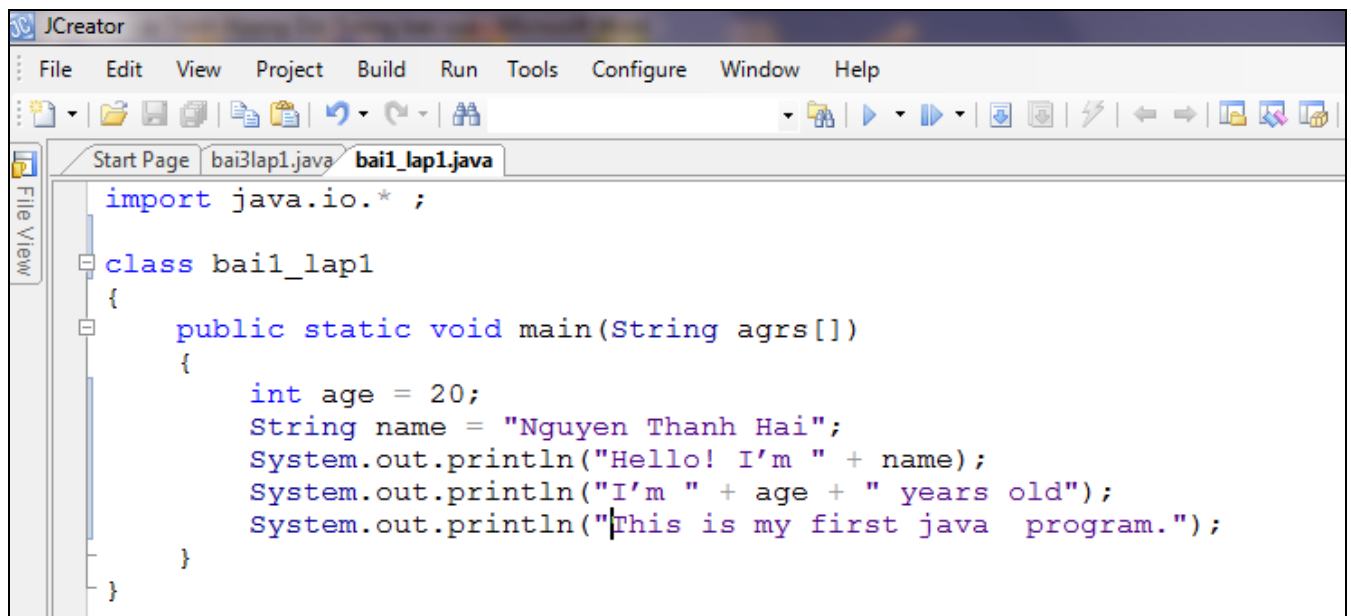 JCreator
File Edit View Project Build Run Tools Configure Window Help
Start Page bai3lap1.java bai1_lap1.java
File View
import java.io.* ;
class bai1_lap1
{
public static void main(String agrs[])
{
int age = 20;
String name = "Nguyen Thanh Hai";
System.out.println("Hello! I’m " + name);
System.out.println("I’m " + age + " years old");
System.out.println("This is my first java  program.");
}
}